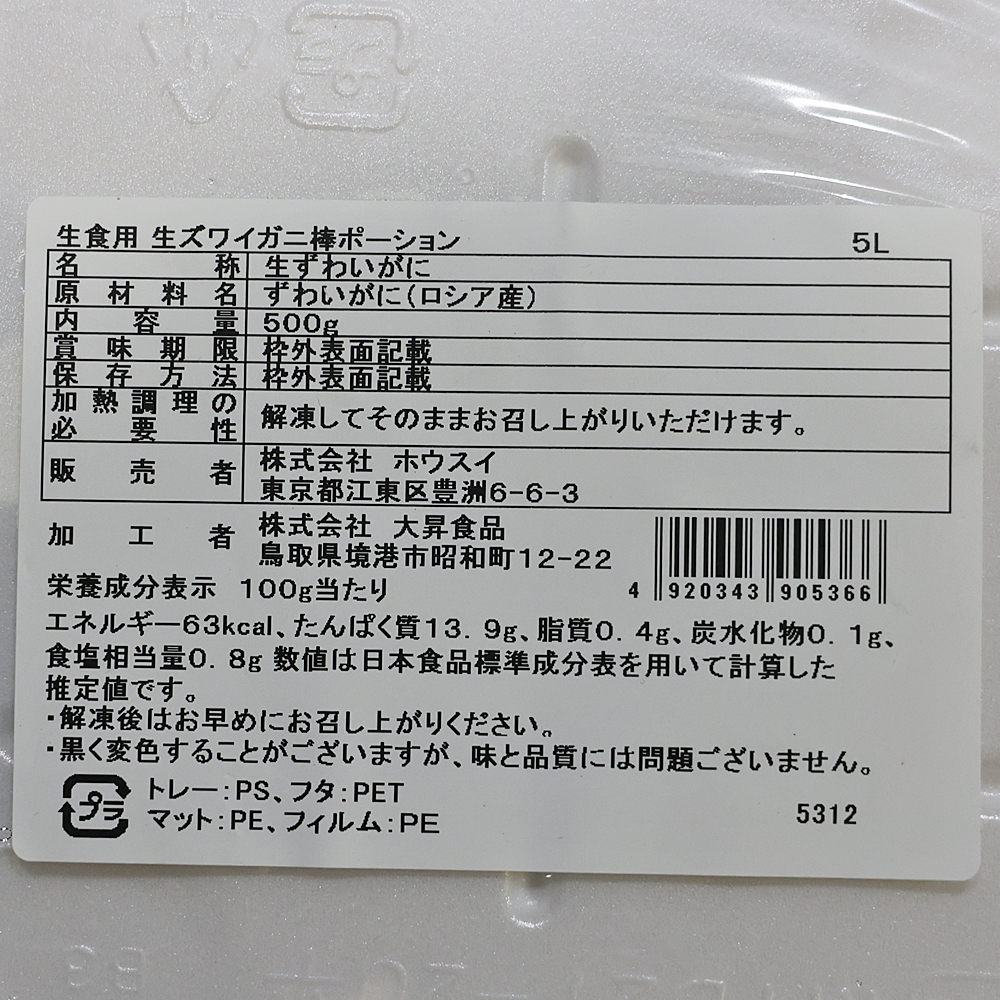 生食用 生ズワイガニ棒ポーション 5L
名称 生ずわいがに
原材料名 ずわいがに(ロシア産)
内容量 500g
賞味期限 枠外表面記載
保存方法 枠外表面記載
加熱調理の
必要性 解凍してそのままお召し上がりいただけます。
販売者 株式会社 ホウスイ
東京都江東区豊洲6-6-3
加工者 株式会社 大昇食品
鳥取県境港市昭和町12-22
4 920343 905366
栄養成分表示 100g当たり
エネルギー63kcal、たんぱく質13.9g、脂質0.4g、炭水化物0.1g、
食塩相当量0.8g 数値は日本食品標準成分表を用いて計算した
推定値です。
・解凍後はお早めにお召し上がりください。
・黒く変色することがございますが、味と品質には問題ございません。
プラ
トレー:PS、フタ:PET
マット:PE、フィルム:PE
5312